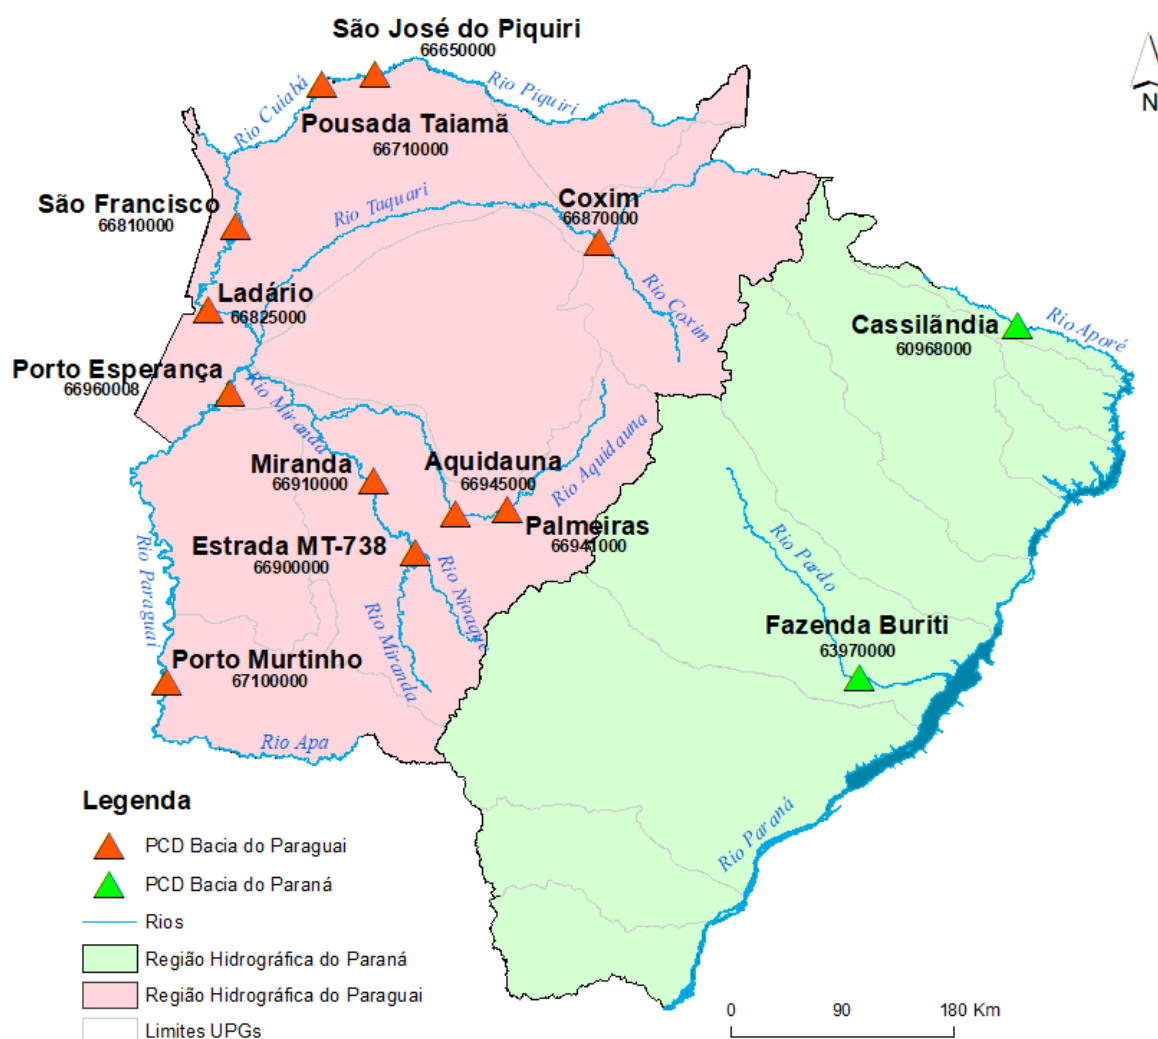 São José do Piquiri
66650000
N
Rio Cuiabá
Rio Piquiri
Pousada Taiamã
66710000
São Francisco
66810000
Rio Taquari
Coxim
66870000
Ladário
66825000
Rio Coxim
Cassilândia
60968000
Rio Aporé
Porto Esperança
66960008
Rio Miranda
Miranda
66910000
Aquidauna
66945000
Rio Aquidauna
Palmeiras
66941000
Estrada MT-738
66900000
Rio Pardo
Rio Paraguai
Rio Nioaque
Rio Miranda
Fazenda Buriti
63970000
Porto Murtinho
67100000
Rio Apa
Rio Paraná
Legenda
PCD Bacia do Paraguai
PCD Bacia do Paraná
Rios
Região Hidrográfica do Paraná
Região Hidrográfica do Paraguai
Limites UPGs
0 90 180 Km